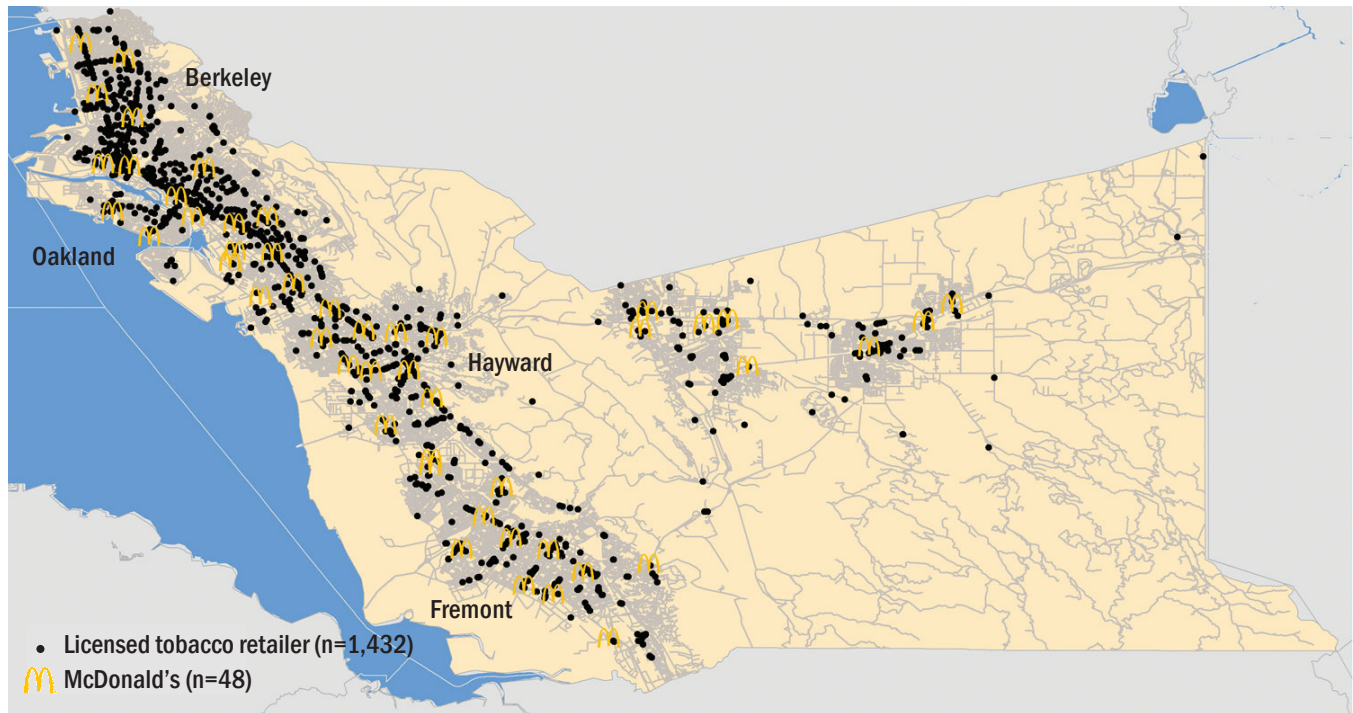 Berkeley
Oakland
Hayward
Fremont
Licensed tobacco retailer (n=1,432)
McDonald's (n=48)